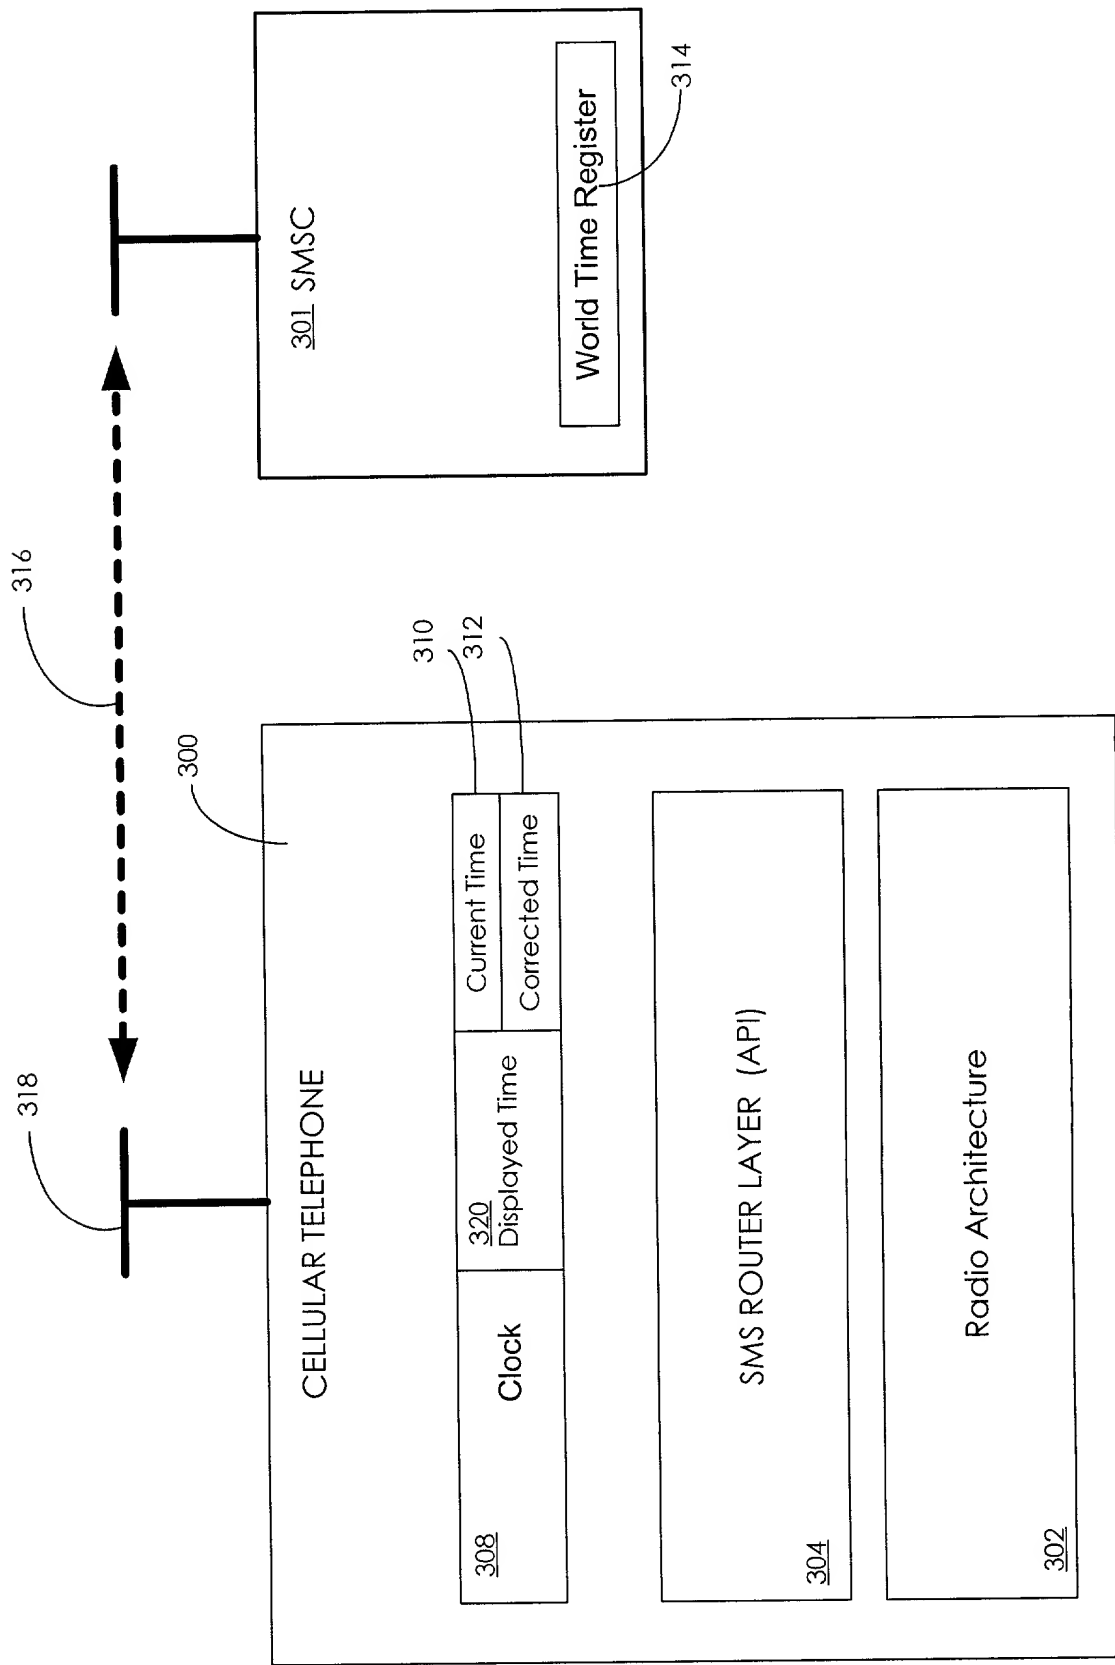 318
316
300
CELLULAR TELEPHONE
301 SMSC
310
312
308
Clock
320
Displayed Time
Current Time
Corrected Time
World Time Register
314
304
SMS ROUTER LAYER (API)
302
Radio Architecture